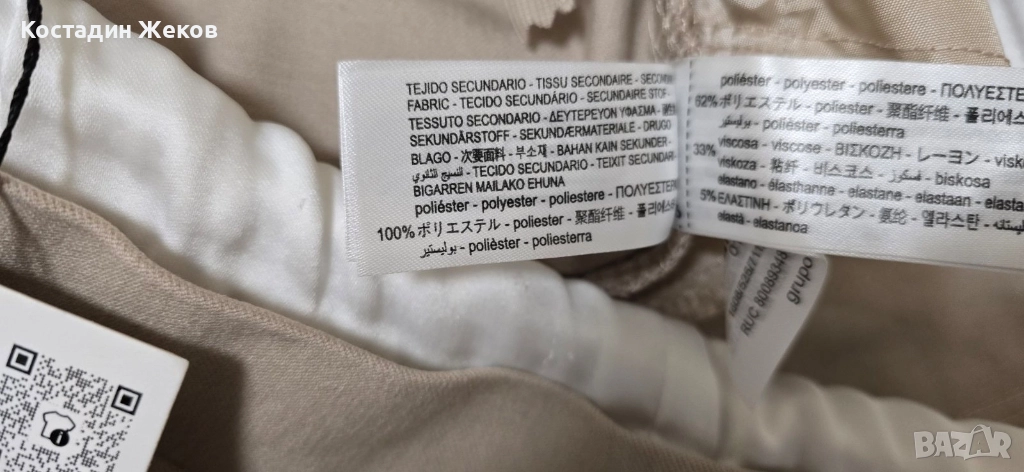 Костадин Жеков
TEJIDO SECUNDARIO - TISSU SECONDAIRE -
FABRIC - TECIDO SECUNDÁRIO - SECUNDAIRE STOF -
TESSUTO SECONDARIO - ΔΕΥΤΕΡΕΥΟΝ ΥΦΑΣΜΑ -
SEKUNDÄRSTOFF - SEKUNDÆRMATERIALE - DRUGO
BLAGO - 次要面料 - 부소재 - BAHAN KAIN SEKUNDER -
النسيج الثانوي - TECIDO SECUNDARIO - TEIXIT SECUNDARI -
BIGARREN MAILAKO EHUNA
poliéster - polyester - poliestere - ΠΟΛΥΕΣΤΕΡ
100% ポリエステル - poliester - 聚酯纤维 - 폴리에스
بوليستير - polièster - poliesterra
poliéster - polyester - poliestere - ΠΟΛΥΕΣΤΕ
62% ポリエステル - poliester - 聚酯纤维 - 폴리에스
بوليستير - polièster - poliesterra
33% viscosa - viscose - ΒΙΣΚΟΖΗ - レーヨン -
viskoza - 粘纤 - 비스코스 - فسكوز - biskosa
elastano - élasthanne - elastane - elastaan -
5% ΕΛΑΣΤΙΝΗ - ポリウレタン - 氨纶 - 엘라스탄 -
elastà - elastanoa
grupo
BAZAR